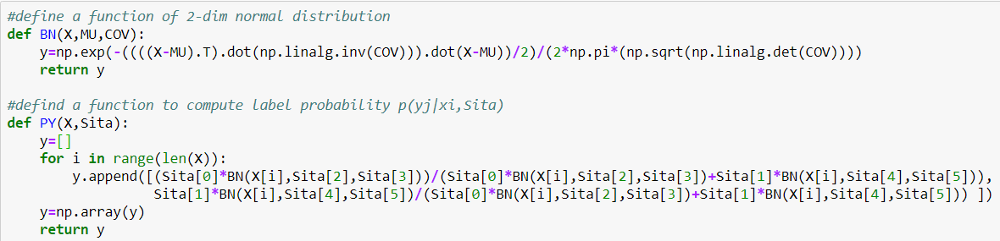 #define a function of 2-dim normal distribution
def BN(X,MU,COV):
    y=np.exp(-((((X-MU).T).dot(np.linalg.inv(COV))).dot(X-MU))/2)/(2*np.pi*(np.sqrt(np.linalg.det(COV))))
    return y

#defind a function to compute label probability p(yj|xi,Sita)
def PY(X,Sita):
    y=[]
    for i in range(len(X)):
        y.append([(Sita[0]*BN(X[i],Sita[2],Sita[3]))/(Sita[0]*BN(X[i],Sita[2],Sita[3])+Sita[1]*BN(X[i],Sita[4],Sita[5])),
                  Sita[1]*BN(X[i],Sita[4],Sita[5])/(Sita[0]*BN(X[i],Sita[2],Sita[3])+Sita[1]*BN(X[i],Sita[4],Sita[5])) ])
    y=np.array(y)
    return y